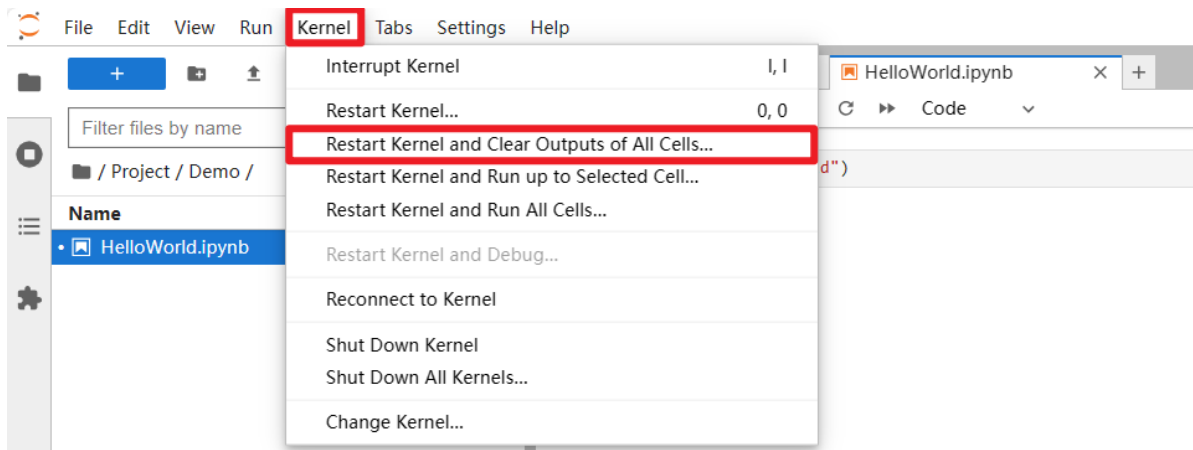 File Edit View Run Kernel Tabs Settings Help
+
Filter files by name
/ Project / Demo /
Name
• HelloWorld.ipynb
Interrupt Kernel I, I
Restart Kernel... 0, 0
Restart Kernel and Clear Outputs of All Cells...
Restart Kernel and Run up to Selected Cell...
Restart Kernel and Run All Cells...
Restart Kernel and Debug...
Reconnect to Kernel
Shut Down Kernel
Shut Down All Kernels...
Change Kernel...
HelloWorld.ipynb × +
Code
d")